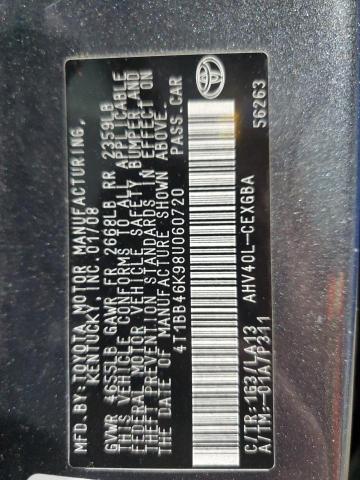 MFD.BY:TOYOTA MOTOR MANUFACTURING,
KENTUCKY, INC. 01/08
GVWR 4655LB GAWR FR 2668LB RR 2359LB
THIS VEHICLE CONFORMS TO ALL APPLICABLE
FEDERAL MOTOR VEHICLE SAFETY, BUMPER AND
THEFT PREVENTION STANDARDS IN EFFECT ON
THE DATE OF MANUFACTURE SHOWN ABOVE.
4T1BB46K98U060720 PASS.CAR
C/TR:1G3/LA13 AHV40L-CEXGBA
A/TM:-01A/P311 56263